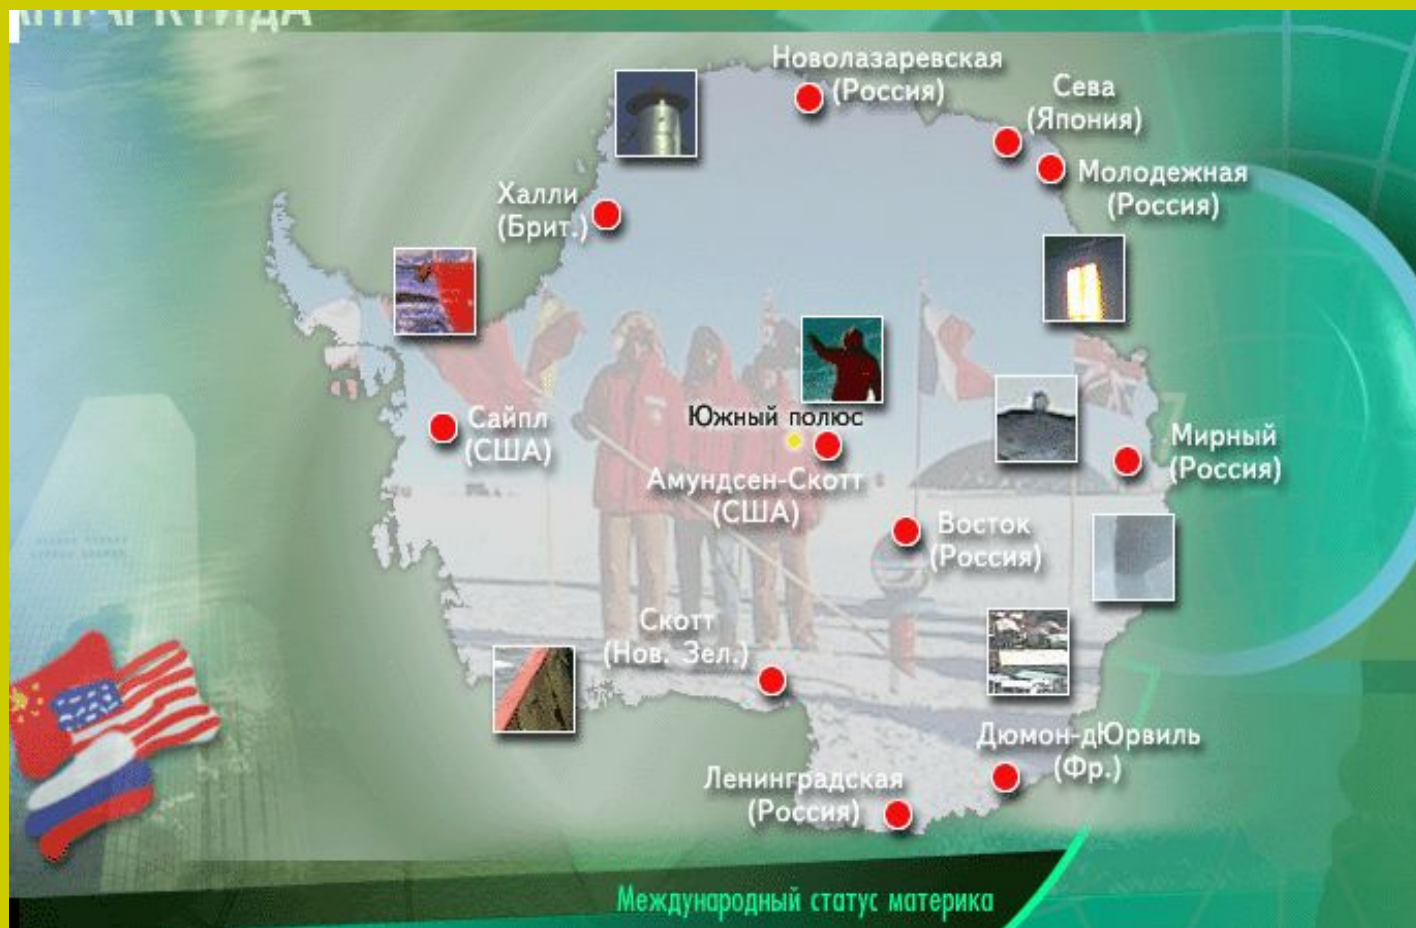 АНТАРКТИДА
Новолазаревская
(Россия)
Сева
(Япония)
Молодежная
(Россия)
Халли
(Брит.)
Южный полюс
Сайпл
(США)
Амундсен-Скотт
(США)
Мирный
(Россия)
Восток
(Россия)
Скотт
(Нов. Зел.)
Дюмон-дЮрвиль
(Фр.)
Ленинградская
(Россия)
Международный статус материка